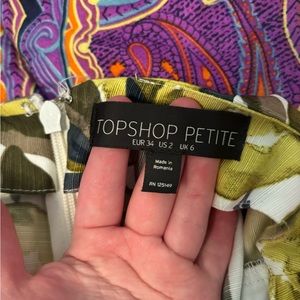 TOPSHOP PETITE
EUR 34 US 2 UK 6
Made in
Romania
RN 125149